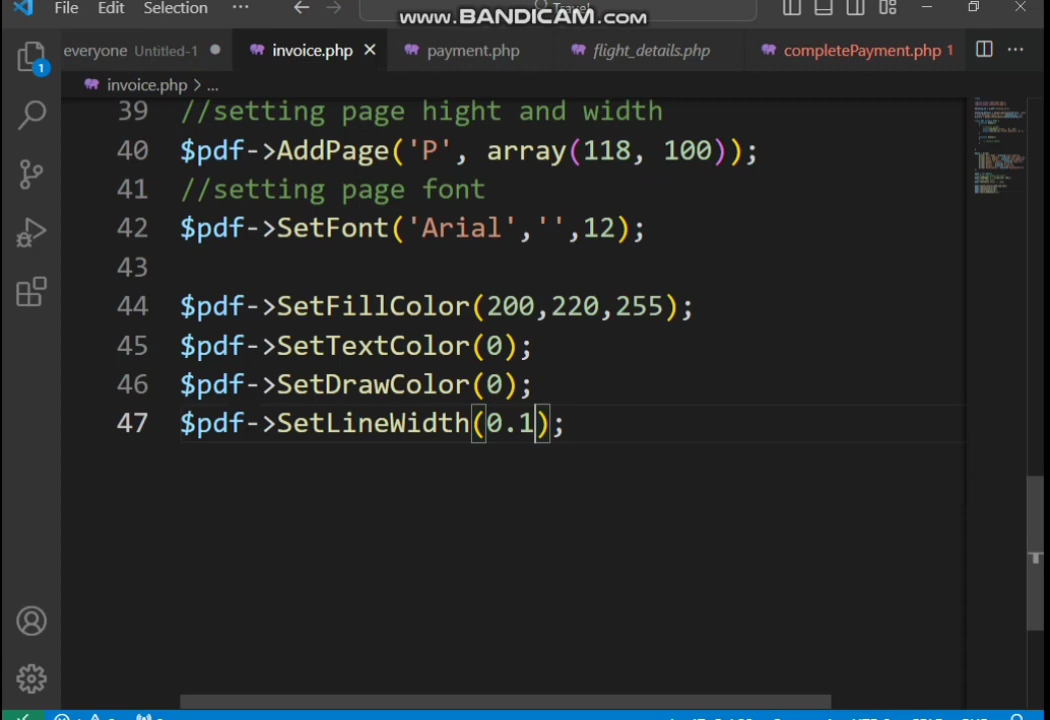 File Edit Selection ··· www.BANDICAM.com
everyone Untitled-1 invoice.php payment.php flight_details.php completePayment.php 1
invoice.php > ...
39 //setting page hight and width
40 $pdf->AddPage('P', array(118, 100));
41 //setting page font
42 $pdf->SetFont('Arial','',12);
43
44 $pdf->SetFillColor(200,220,255);
45 $pdf->SetTextColor(0);
46 $pdf->SetDrawColor(0);
47 $pdf->SetLineWidth(0.1);
1